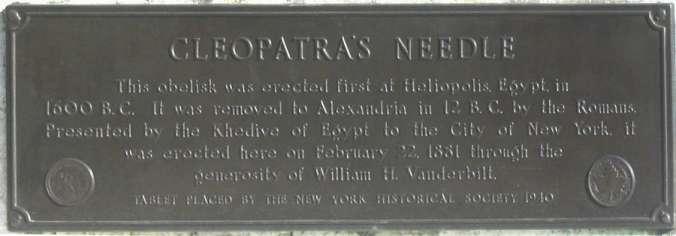 CLEOPATRA'S NEEDLE
This obelisk was erected first at Heliopolis, Egypt, in
1600 B.C. It was removed to Alexandria in 12 B.C. by the Romans.
Presented by the Khedive of Egypt to the City of New York, it
was erected here on February 22, 1881 through the
generosity of William H. Vanderbilt.
TABLET PLACED BY THE NEW YORK HISTORICAL SOCIETY 1940